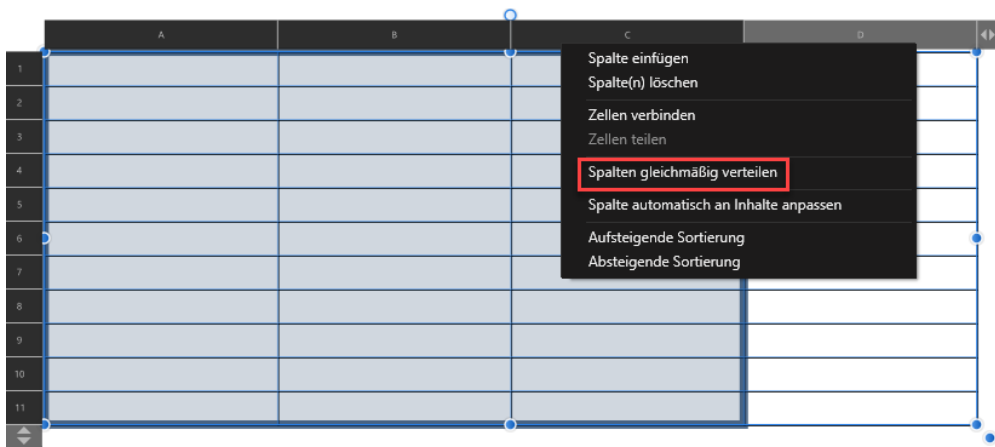 A B C D
1
Spalte einfügen
Spalte(n) löschen
2
Zellen verbinden
3
Zellen teilen
4
Spalten gleichmäßig verteilen
5
Spalte automatisch an Inhalte anpassen
6
Aufsteigende Sortierung
7
Absteigende Sortierung
8
9
10
11